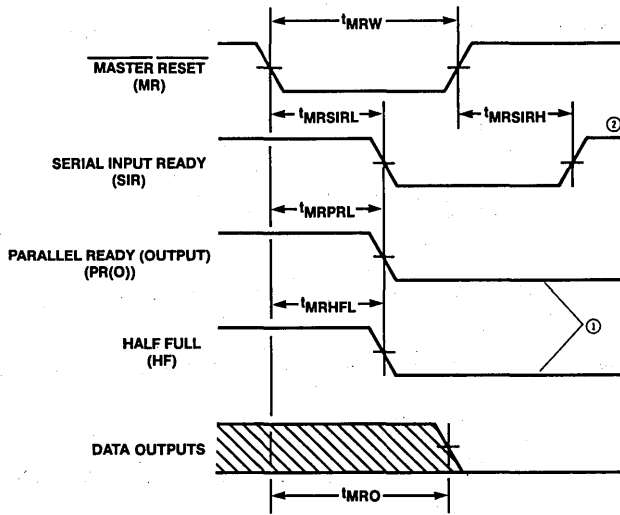 tMRW
MASTER RESET
(MR)
tMRSIRL
tMRSIRH
②
SERIAL INPUT READY
(SIR)
tMRPRL
PARALLEL READY (OUTPUT)
(PR(O))
tMRHFL
①
HALF FULL
(HF)
DATA OUTPUTS
tMRO